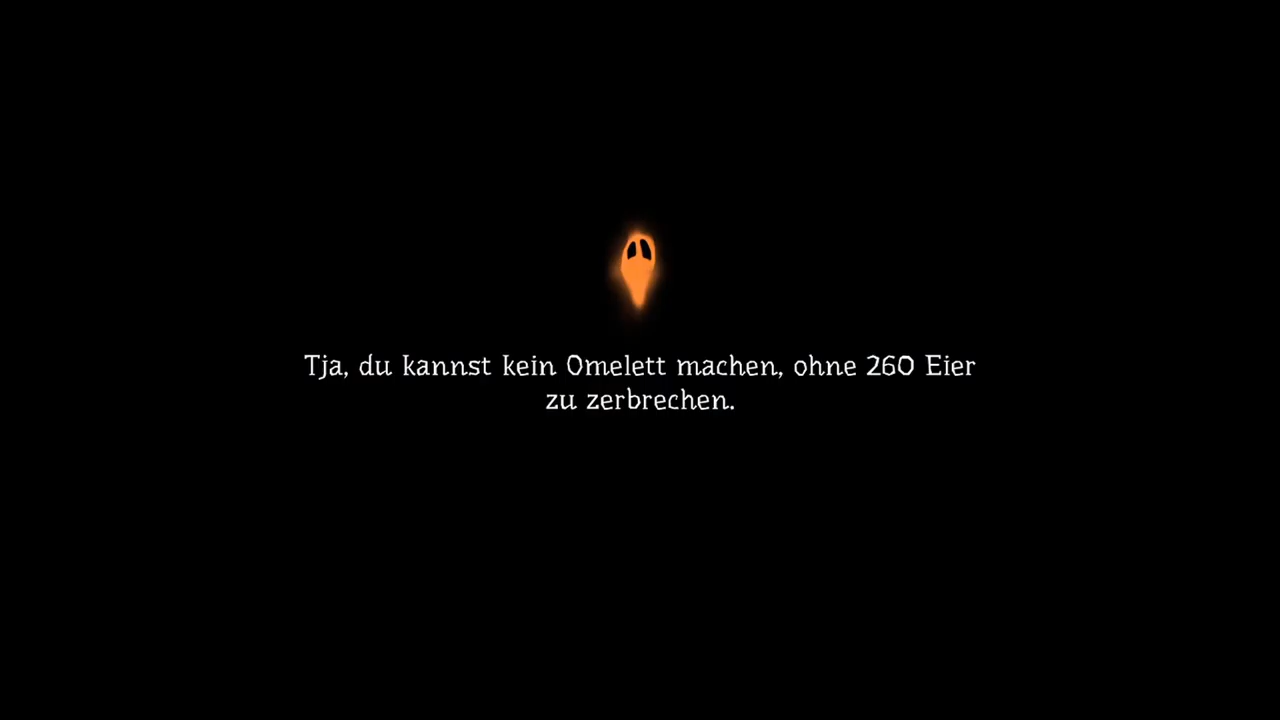 Tja, du kannst kein Omelett machen, ohne 260 Eier
zu zerbrechen.